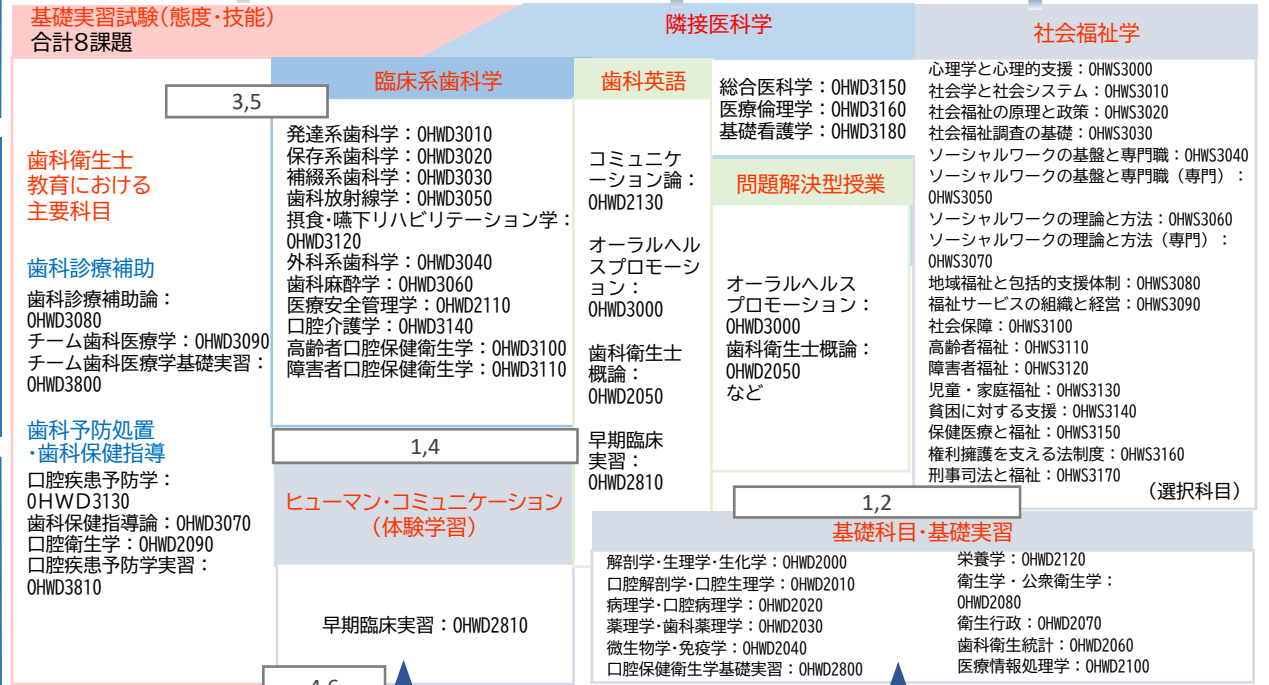 基礎実習試験(態度・技能)
合計8課題
隣接医科学
社会福祉学
3,5
歯科衛生士
教育における
主要科目
歯科診療補助
歯科診療補助論：
OHWD3080
チーム歯科医療学：OHWD3090
チーム歯科医療学基礎実習：
OHWD3800
歯科予防処置
・歯科保健指導
口腔疾患予防学：
OHWD3130
歯科保健指導論：OHWD3070
口腔衛生学：OHWD2090
口腔疾患予防学実習：
OHWD3810
臨床系歯科学
発達系歯科学：OHWD3010
保存系歯科学：OHWD3020
補綴系歯科学：OHWD3030
歯科放射線学：OHWD3050
摂食・嚥下リハビリテーション学：
OHWD3120
外科系歯科学：OHWD3040
歯科麻酔学：OHWD3060
医療安全管理学：OHWD2110
口腔介護学：OHWD3140
高齢者口腔保健衛生学：OHWD3100
障害者口腔保健衛生学：OHWD3110
1,4
ヒューマン・コミュニケーション
（体験学習）
早期臨床実習：OHWD2810
4,6
歯科英語
コミュニケ
ーション論：
OHWD2130
オーラルヘル
スプロモーシ
ョン：
OHWD3000
歯科衛生士
概論：
OHWD2050
早期臨床
実習：
OHWD2810
総合医科学：OHWD3150
医療倫理学：OHWD3160
基礎看護学：OHWD3180
問題解決型授業
オーラルヘルス
プロモーション：
OHWD3000
歯科衛生士概論：
OHWD2050
など
心理学と心理的支援：OHWS3000
社会学と社会システム：OHWS3010
社会福祉の原理と政策：OHWS3020
社会福祉調査の基礎：OHWS3030
ソーシャルワークの基盤と専門職：OHWS3040
ソーシャルワークの基盤と専門職（専門）：
OHWS3050
ソーシャルワークの理論と方法：OHWS3060
ソーシャルワークの理論と方法（専門）：
OHWS3070
地域福祉と包括的支援体制：OHWS3080
福祉サービスの組織と経営：OHWS3090
社会保障：OHWS3100
高齢者福祉：OHWS3110
障害者福祉：OHWS3120
児童・家庭福祉：OHWS3130
貧困に対する支援：OHWS3140
保健医療と福祉：OHWS3150
権利擁護を支える法制度：OHWS3160
刑事司法と福祉：OHWS3170
（選択科目）
1,2
基礎科目・基礎実習
解剖学・生理学・生化学：OHWD2000
口腔解剖学・口腔生理学：OHWD2010
病理学・口腔病理学：OHWD2020
薬理学・歯科薬理学：OHWD2030
微生物学・免疫学：OHWD2040
口腔保健衛生学基礎実習：OHWD2800
栄養学：OHWD2120
衛生学・公衆衛生学：
OHWD2080
衛生行政：OHWD2070
歯科衛生統計：OHWD2060
医療情報処理学：OHWD2100